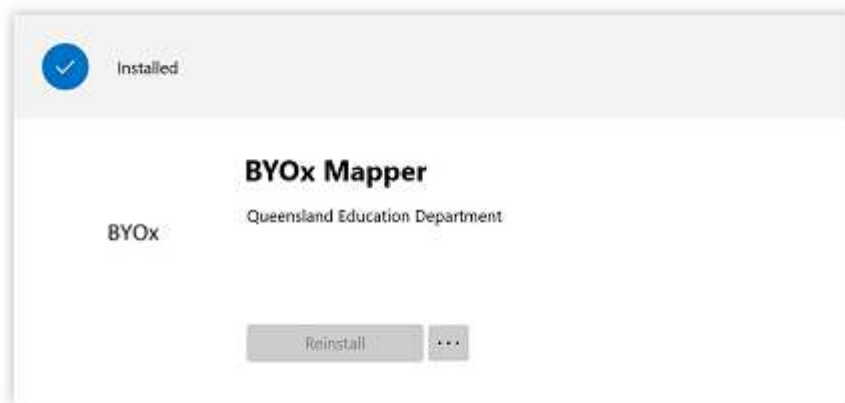 Installed
BYOx Mapper
Queensland Education Department
BYOx
Reinstall
...